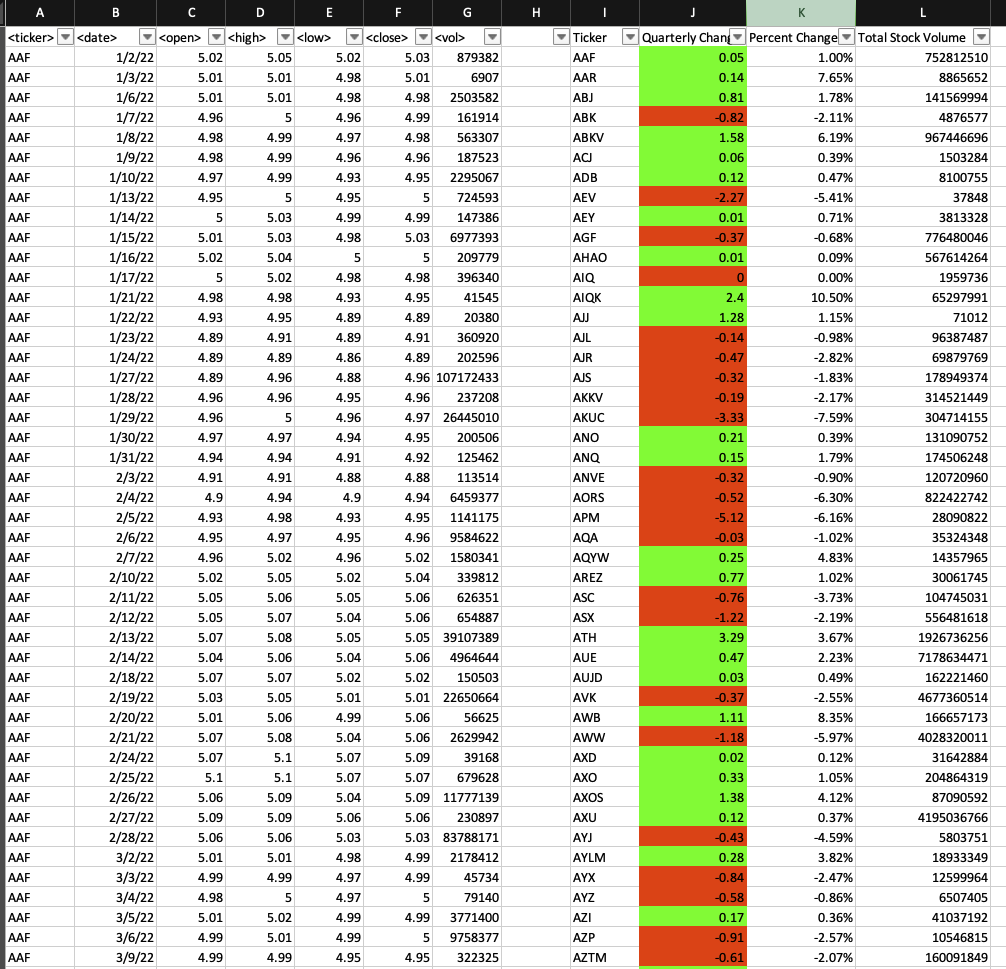 A B C D E F G H I J K L
<ticker> <date> <open> <high> <low> <close> <vol> Ticker Quarterly Chang Percent Change Total Stock Volume
AAF 1/2/22 5.02 5.05 5.02 5.03 879382 AAF 0.05 1.00% 752812510
AAF 1/3/22 5.01 5.01 4.98 5.01 6907 AAR 0.14 7.65% 8865652
AAF 1/6/22 5.01 5.01 4.98 4.98 2503582 ABJ 0.81 1.78% 141569994
AAF 1/7/22 4.96 5 4.96 4.99 161914 ABK -0.82 -2.11% 4876577
AAF 1/8/22 4.98 4.99 4.97 4.98 563307 ABKV 1.58 6.19% 967446696
AAF 1/9/22 4.98 4.99 4.96 4.96 187523 ACJ 0.06 0.39% 1503284
AAF 1/10/22 4.97 4.99 4.93 4.95 2295067 ADB 0.12 0.47% 8100755
AAF 1/13/22 4.95 5 4.95 5 724593 AEV -2.27 -5.41% 37848
AAF 1/14/22 5 5.03 4.99 4.99 147386 AEY 0.01 0.71% 3813328
AAF 1/15/22 5.01 5.03 4.98 5.03 6977393 AGF -0.37 -0.68% 776480046
AAF 1/16/22 5.02 5.04 5 5 209779 AHAO 0.01 0.09% 567614264
AAF 1/17/22 5 5.02 4.98 4.98 396340 AIQ 0 0.00% 1959736
AAF 1/21/22 4.98 4.98 4.93 4.95 41545 AIQK 2.4 10.50% 65297991
AAF 1/22/22 4.93 4.95 4.89 4.89 20380 AJJ 1.28 1.15% 71012
AAF 1/23/22 4.89 4.91 4.89 4.91 360920 AJL -0.14 -0.98% 96387487
AAF 1/24/22 4.89 4.89 4.86 4.89 202596 AJR -0.47 -2.82% 69879769
AAF 1/27/22 4.89 4.96 4.88 4.96 107172433 AJS -0.32 -1.83% 178949374
AAF 1/28/22 4.96 4.96 4.95 4.96 237208 AKKV -0.19 -2.17% 314521449
AAF 1/29/22 4.96 5 4.96 4.97 26445010 AKUC -3.33 -7.59% 304714155
AAF 1/30/22 4.97 4.97 4.94 4.95 200506 ANO 0.21 0.39% 131090752
AAF 1/31/22 4.94 4.94 4.91 4.92 125462 ANQ 0.15 1.79% 174506248
AAF 2/3/22 4.91 4.91 4.88 4.88 113514 ANVE -0.32 -0.90% 120720960
AAF 2/4/22 4.9 4.94 4.9 4.94 6459377 AORS -0.52 -6.30% 822422742
AAF 2/5/22 4.93 4.98 4.93 4.95 1141175 APM -5.12 -6.16% 28090822
AAF 2/6/22 4.95 4.97 4.95 4.96 9584622 AQA -0.03 -1.02% 35324348
AAF 2/7/22 4.96 5.02 4.96 5.02 1580341 AQYW 0.25 4.83% 14357965
AAF 2/10/22 5.02 5.05 5.02 5.04 339812 AREZ 0.77 1.02% 30061745
AAF 2/11/22 5.05 5.06 5.05 5.06 626351 ASC -0.76 -3.73% 104745031
AAF 2/12/22 5.05 5.07 5.04 5.06 654887 ASX -1.22 -2.19% 556481618
AAF 2/13/22 5.07 5.08 5.05 5.05 39107389 ATH 3.29 3.67% 1926736256
AAF 2/14/22 5.04 5.06 5.04 5.06 4964644 AUE 0.47 2.23% 7178634471
AAF 2/18/22 5.07 5.07 5.02 5.02 150503 AUJD 0.03 0.49% 162221460
AAF 2/19/22 5.03 5.05 5.01 5.01 22650664 AVK -0.37 -2.55% 4677360514
AAF 2/20/22 5.01 5.06 4.99 5.06 56625 AWB 1.11 8.35% 166657173
AAF 2/21/22 5.07 5.08 5.04 5.06 2629942 AWW -1.18 -5.97% 4028320011
AAF 2/24/22 5.07 5.1 5.07 5.09 39168 AXD 0.02 0.12% 31642884
AAF 2/25/22 5.1 5.1 5.07 5.07 679628 AXO 0.33 1.05% 204864319
AAF 2/26/22 5.06 5.09 5.04 5.09 11777139 AXOS 1.38 4.12% 87090592
AAF 2/27/22 5.09 5.09 5.06 5.06 230897 AXU 0.12 0.37% 4195036766
AAF 2/28/22 5.06 5.06 5.03 5.03 83788171 AYJ -0.43 -4.59% 5803751
AAF 3/2/22 5.01 5.01 4.98 4.99 2178412 AYLM 0.28 3.82% 18933349
AAF 3/3/22 4.99 4.99 4.97 4.99 45734 AYX -0.84 -2.47% 12599964
AAF 3/4/22 4.98 5 4.97 5 79140 AYZ -0.58 -0.86% 6507405
AAF 3/5/22 5.01 5.02 4.99 4.99 3771400 AZI 0.17 0.36% 41037192
AAF 3/6/22 4.99 5.01 4.99 5 9758377 AZP -0.91 -2.57% 10546815
AAF 3/9/22 4.99 4.99 4.95 4.95 322325 AZTM -0.61 -2.07% 160091849